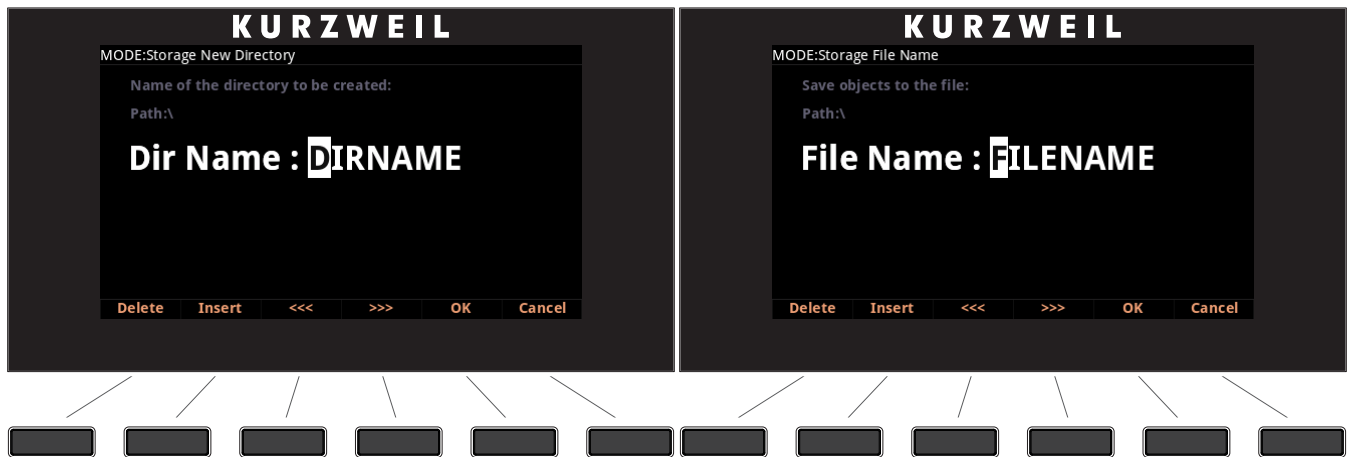 KURZWEIL
MODE:Storage New Directory
Name of the directory to be created:
Path:\
Dir Name : DIRNAME
Delete Insert <<< >>> OK Cancel
KURZWEIL
MODE:Storage File Name
Save objects to the file:
Path:\
File Name : FILENAME
Delete Insert <<< >>> OK Cancel